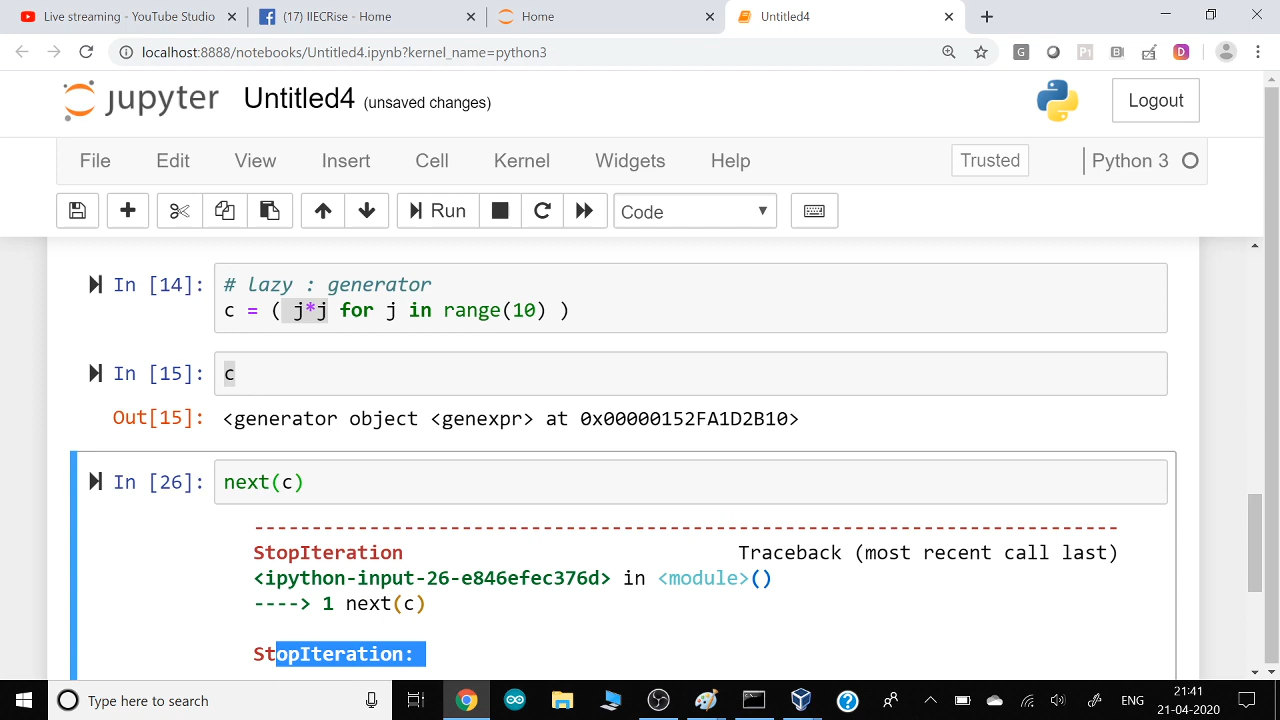 Live streaming - YouTube Studio
(17) IIECRise - Home
Home
Untitled4
localhost:8888/notebooks/Untitled4.ipynb?kernel_name=python3
jupyter Untitled4 (unsaved changes)
Logout
File Edit View Insert Cell Kernel Widgets Help
Trusted
Python 3
Run
Code
In [14]: # lazy : generator
c = ( j*j for j in range(10) )
In [15]: c
Out[15]: <generator object <genexpr> at 0x00000152FA1D2B10>
In [26]: next(c)
---------------------------------------------------------------------------
StopIteration Traceback (most recent call last)
<ipython-input-26-e846efec376d> in <module>()
----> 1 next(c)
StopIteration:
Type here to search
ENG
21:41
21-04-2020